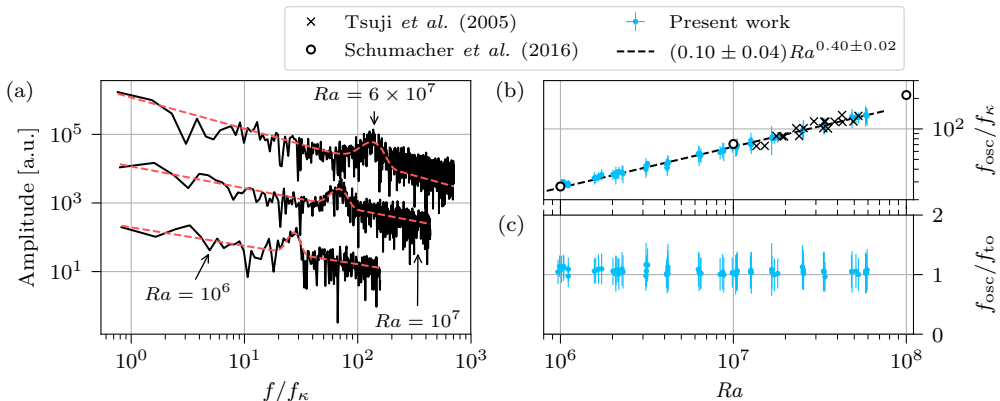 Tsuji et al. (2005)
Schumacher et al. (2016)
Present work
(0.10 ± 0.04)Ra^{0.40±0.02}
(a)
Ra = 6 × 10^7
Amplitude [a.u.]
10^5
10^3
10^1
Ra = 10^6
Ra = 10^7
10^0 10^1 10^2 10^3
f/f_κ
(b)
10^2
f_osc/f_κ
(c)
2
1
0
f_osc/f_to
10^6 10^7 10^8
Ra